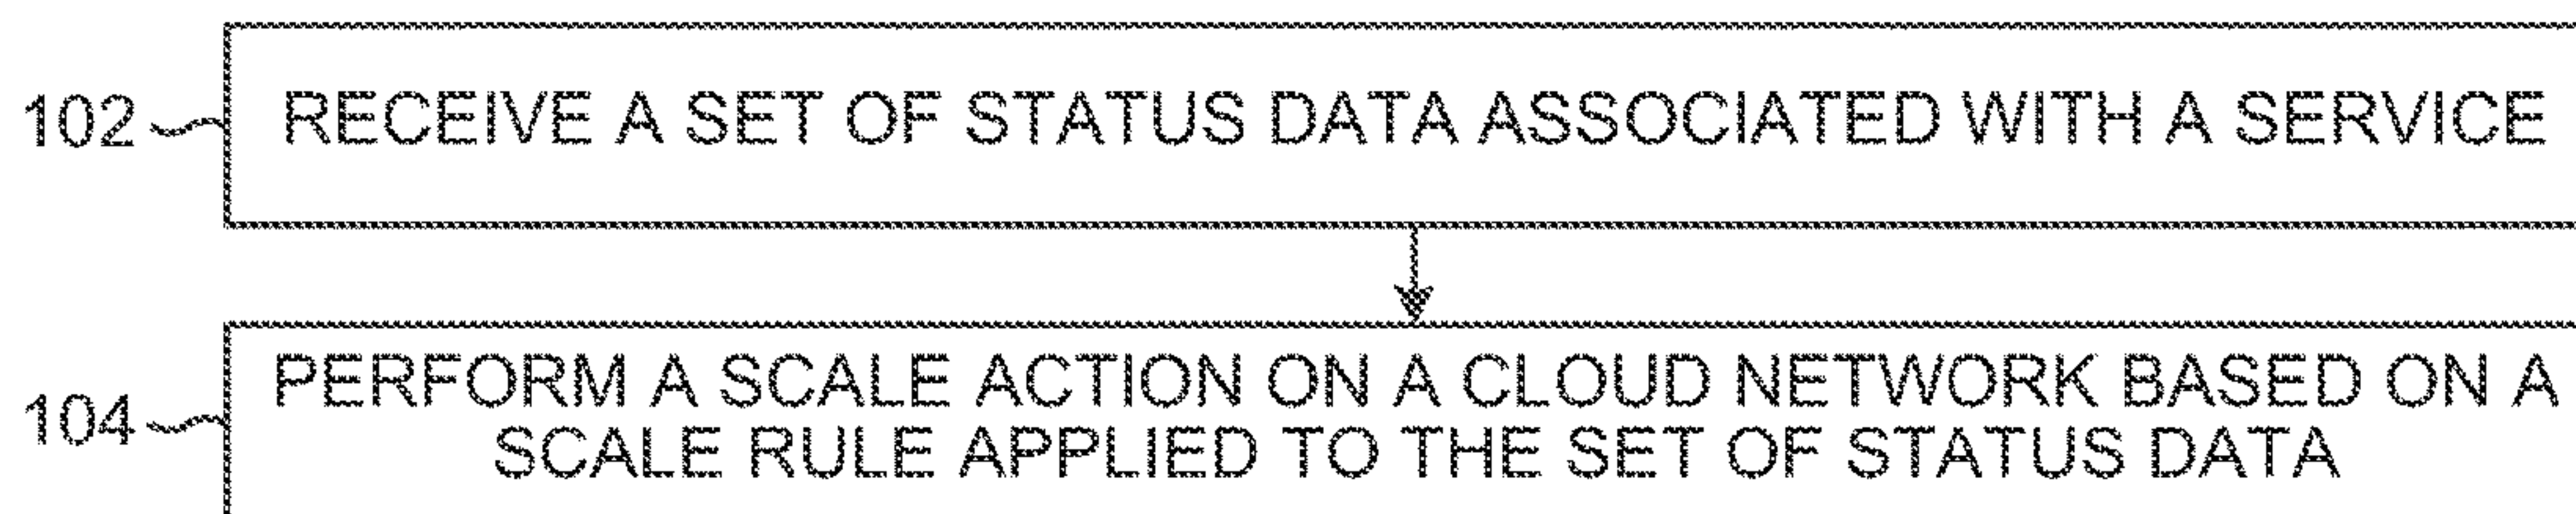 102 RECEIVE A SET OF STATUS DATA ASSOCIATED WITH A SERVICE
PERFORM A SCALE ACTION ON A CLOUD NETWORK BASED ON A
104 SCALE RULE APPLIED TO THE SET OF STATUS DATA